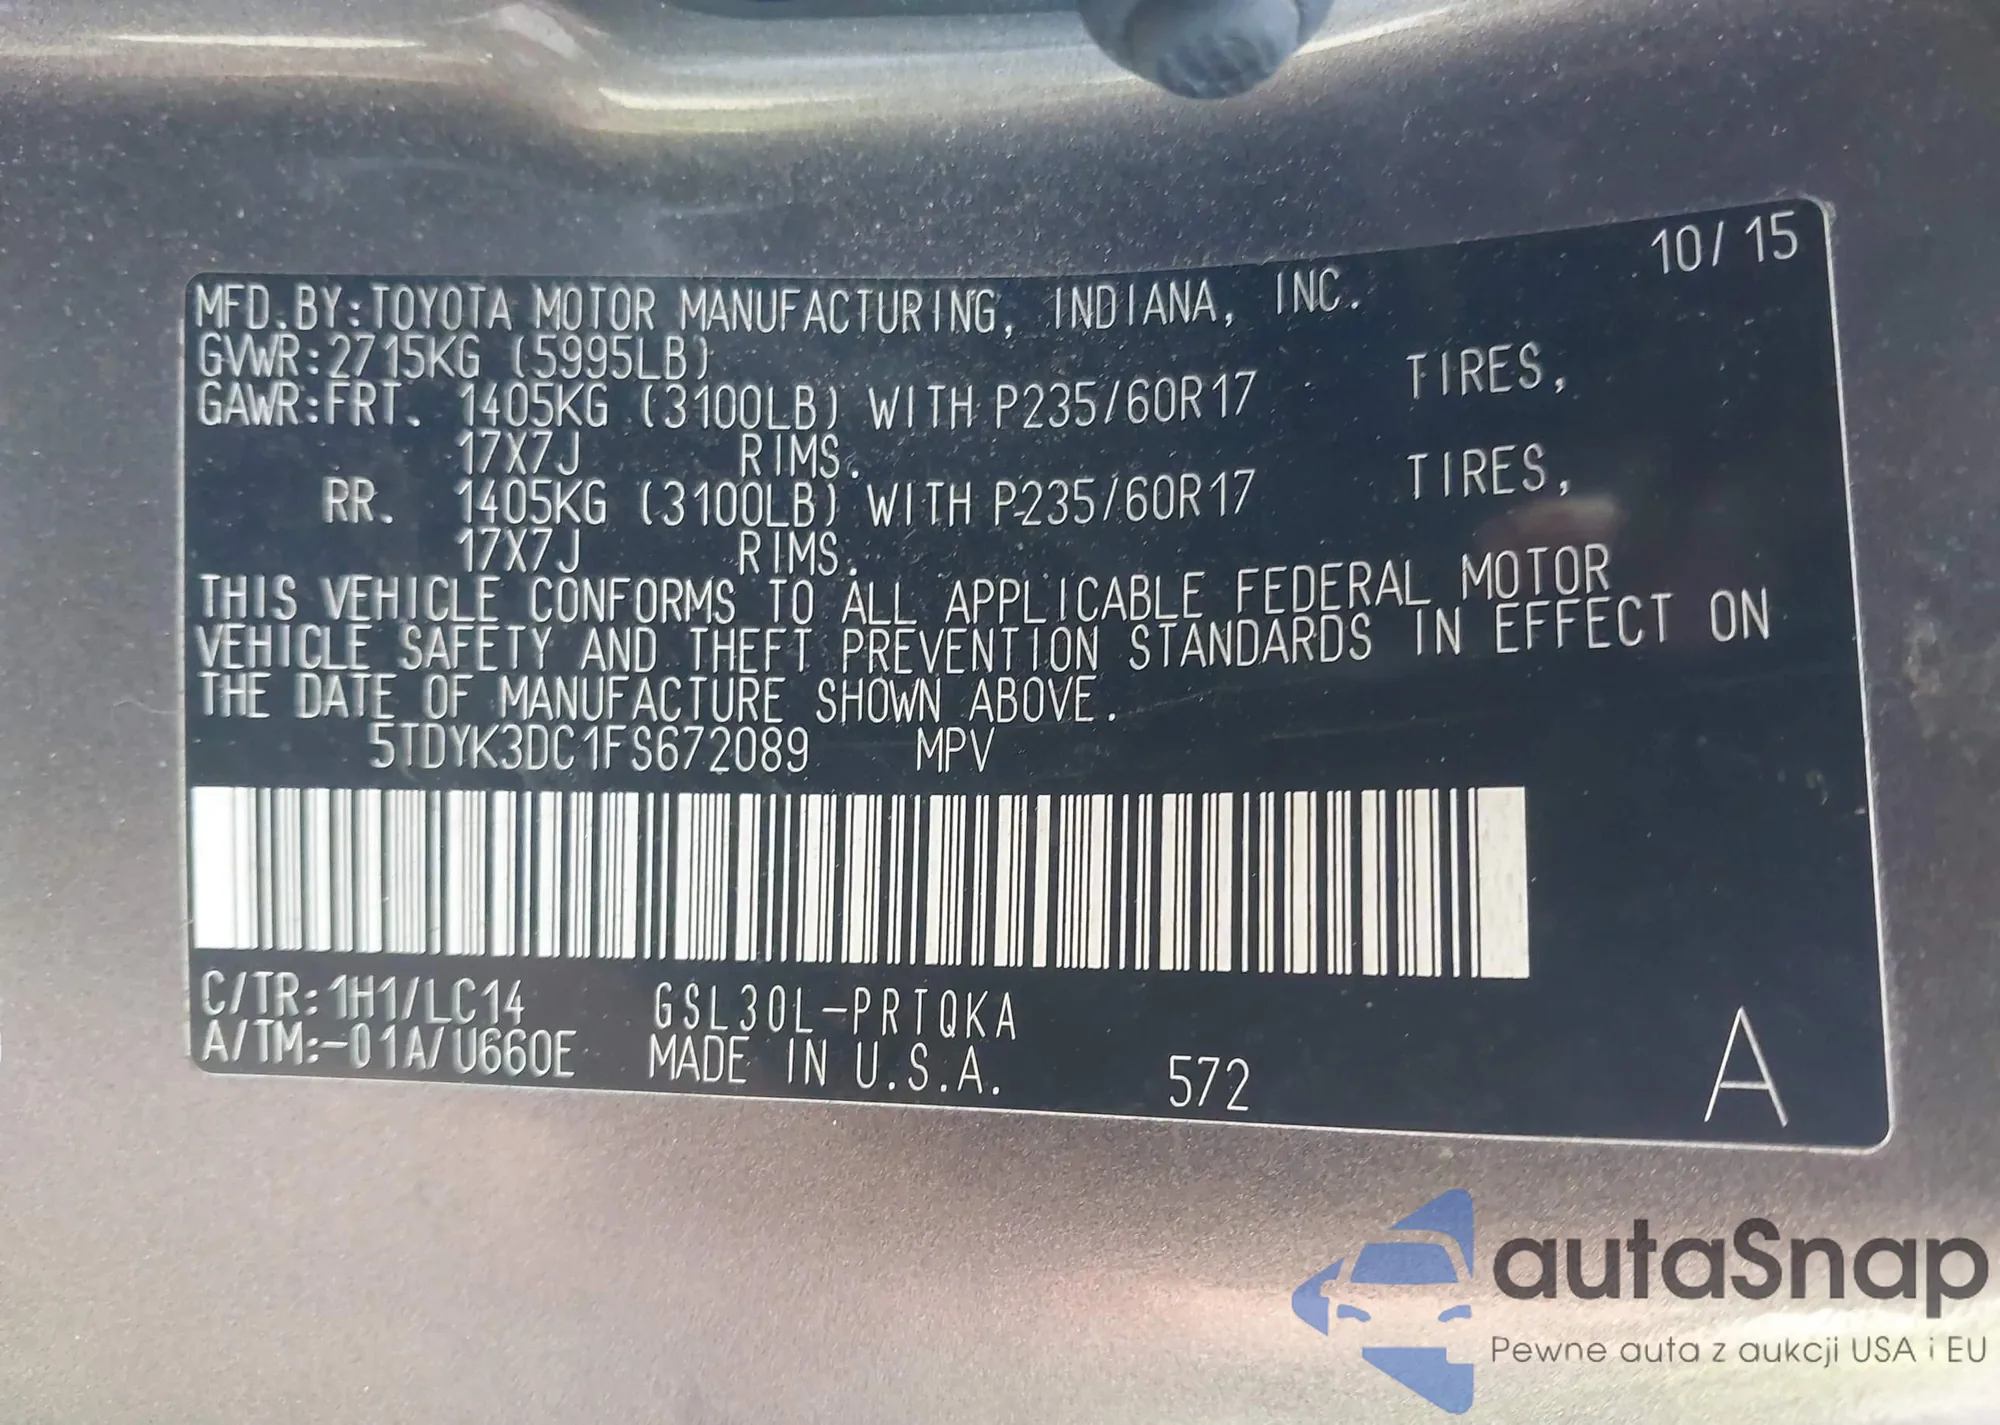 10/15
MFD.BY:TOYOTA MOTOR MANUFACTURING, INDIANA, INC.
GVWR:2715KG (5995LB)
GAWR:FRT. 1405KG (3100LB) WITH P235/60R17 TIRES,
17X7J RIMS.
RR. 1405KG (3100LB) WITH P235/60R17 TIRES,
17X7J RIMS.
THIS VEHICLE CONFORMS TO ALL APPLICABLE FEDERAL MOTOR
VEHICLE SAFETY AND THEFT PREVENTION STANDARDS IN EFFECT ON
THE DATE OF MANUFACTURE SHOWN ABOVE.
5TDYK3DC1FS672089 MPV
C/TR:1H1/LC14 GSL30L-PRTQKA
A/TM:-01A/U660E MADE IN U.S.A. 572 A
autaSnap
Pewne auta z aukcji USA i EU